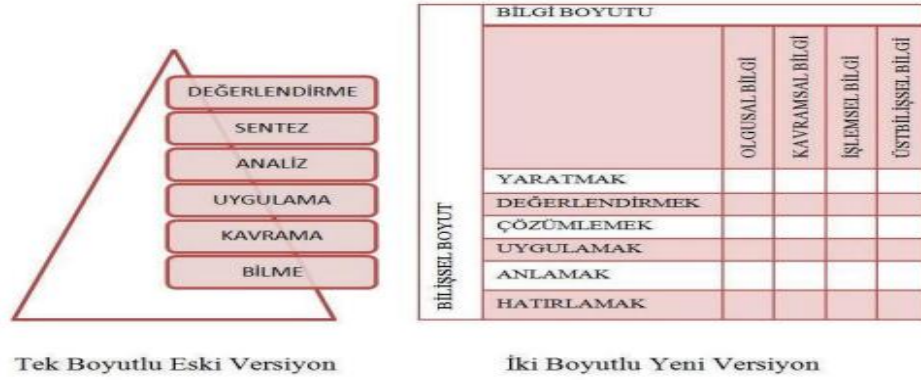 DEĞERLENDİRME
SENTEZ
ANALİZ
UYGULAMA
KAVRAMA
BİLME
Tek Boyutlu Eski Versiyon
BİLGİ BOYUTU
OLGUSAL BİLGİ
KAVRAMSAL BİLGİ
İŞLEMSEL BİLGİ
ÜSTBİLİŞSEL BİLGİ
BİLİŞSEL BOYUT
YARATMAK
DEĞERLENDİRMEK
ÇÖZÜMLEMEK
UYGULAMAK
ANLAMAK
HATIRLAMAK
İki Boyutlu Yeni Versiyon